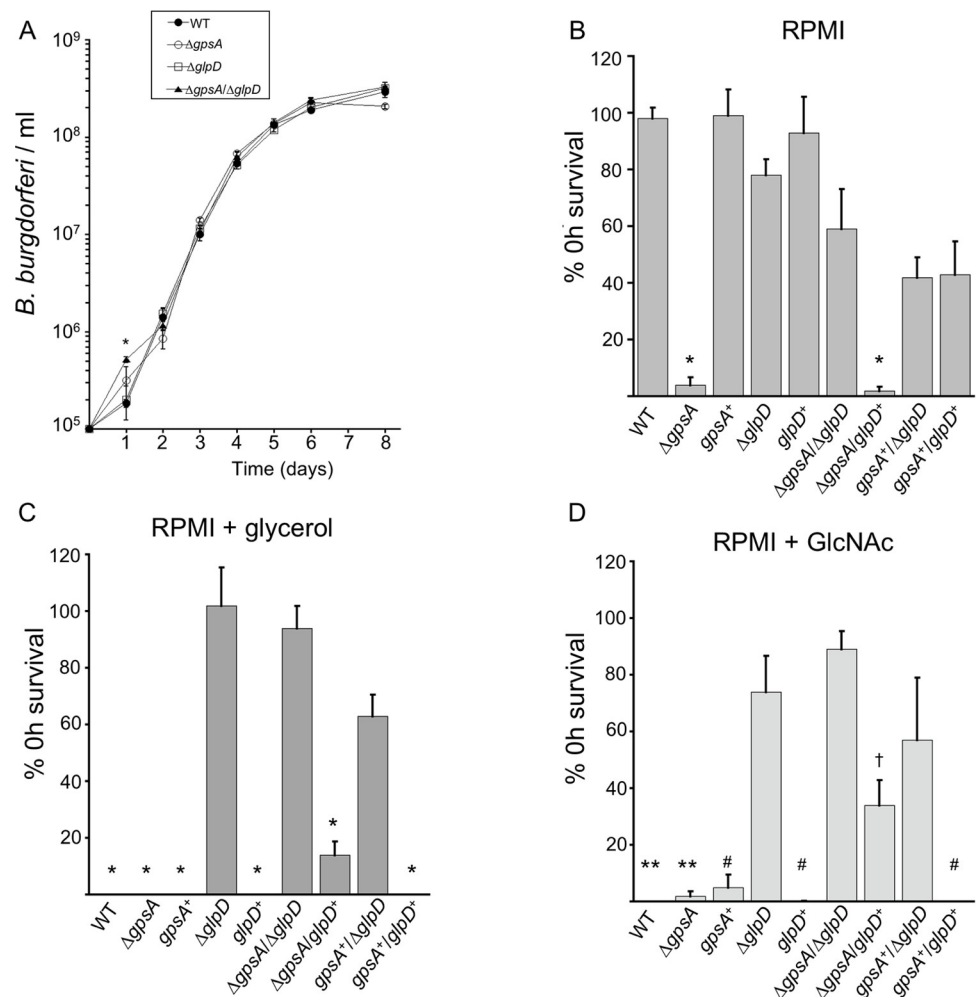 A
WT
ΔgpsA
ΔglpD
ΔgpsA/ΔglpD
10⁹
10⁸
10⁷
10⁶
10⁵
B. burgdorferi / ml
*
1 2 3 4 5 6 7 8
Time (days)
B
RPMI
% 0h survival
120
100
80
60
40
20
* *
WT ΔgpsA gpsA⁺ ΔglpD glpD⁺ ΔgpsA/ΔglpD ΔgpsA/glpD⁺ gpsA⁺/ΔglpD gpsA⁺/glpD⁺
C
RPMI + glycerol
% 0h survival
120
100
80
60
40
20
* * * * * *
WT ΔgpsA gpsA⁺ ΔglpD glpD⁺ ΔgpsA/ΔglpD ΔgpsA/glpD⁺ gpsA⁺/ΔglpD gpsA⁺/glpD⁺
D
RPMI + GlcNAc
% 0h survival
120
100
80
60
40
20
** ** # # † #
WT ΔgpsA gpsA⁺ ΔglpD glpD⁺ ΔgpsA/ΔglpD ΔgpsA/glpD⁺ gpsA⁺/ΔglpD gpsA⁺/glpD⁺